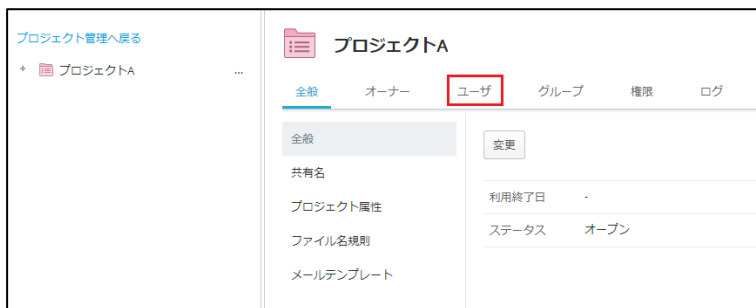 プロジェクト管理へ戻る
+ プロジェクトA ...
プロジェクトA
全般 オーナー ユーザ グループ 権限 ログ
全般
共有名
プロジェクト属性
ファイル名規則
メールテンプレート
変更
利用終了日 -
ステータス オープン